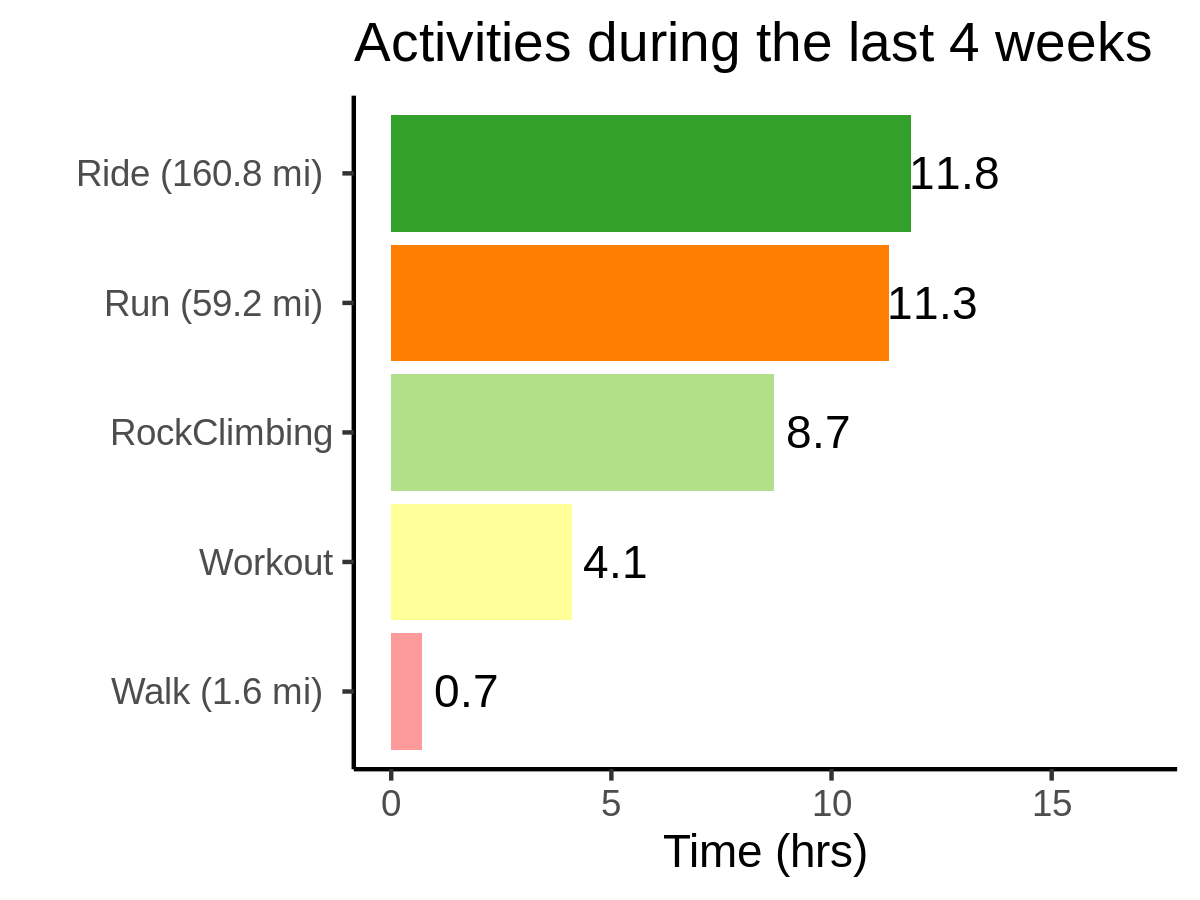 Activities during the last 4 weeks
Ride (160.8 mi) 11.8
Run (59.2 mi) 11.3
RockClimbing 8.7
Workout 4.1
Walk (1.6 mi) 0.7
0 5 10 15
Time (hrs)